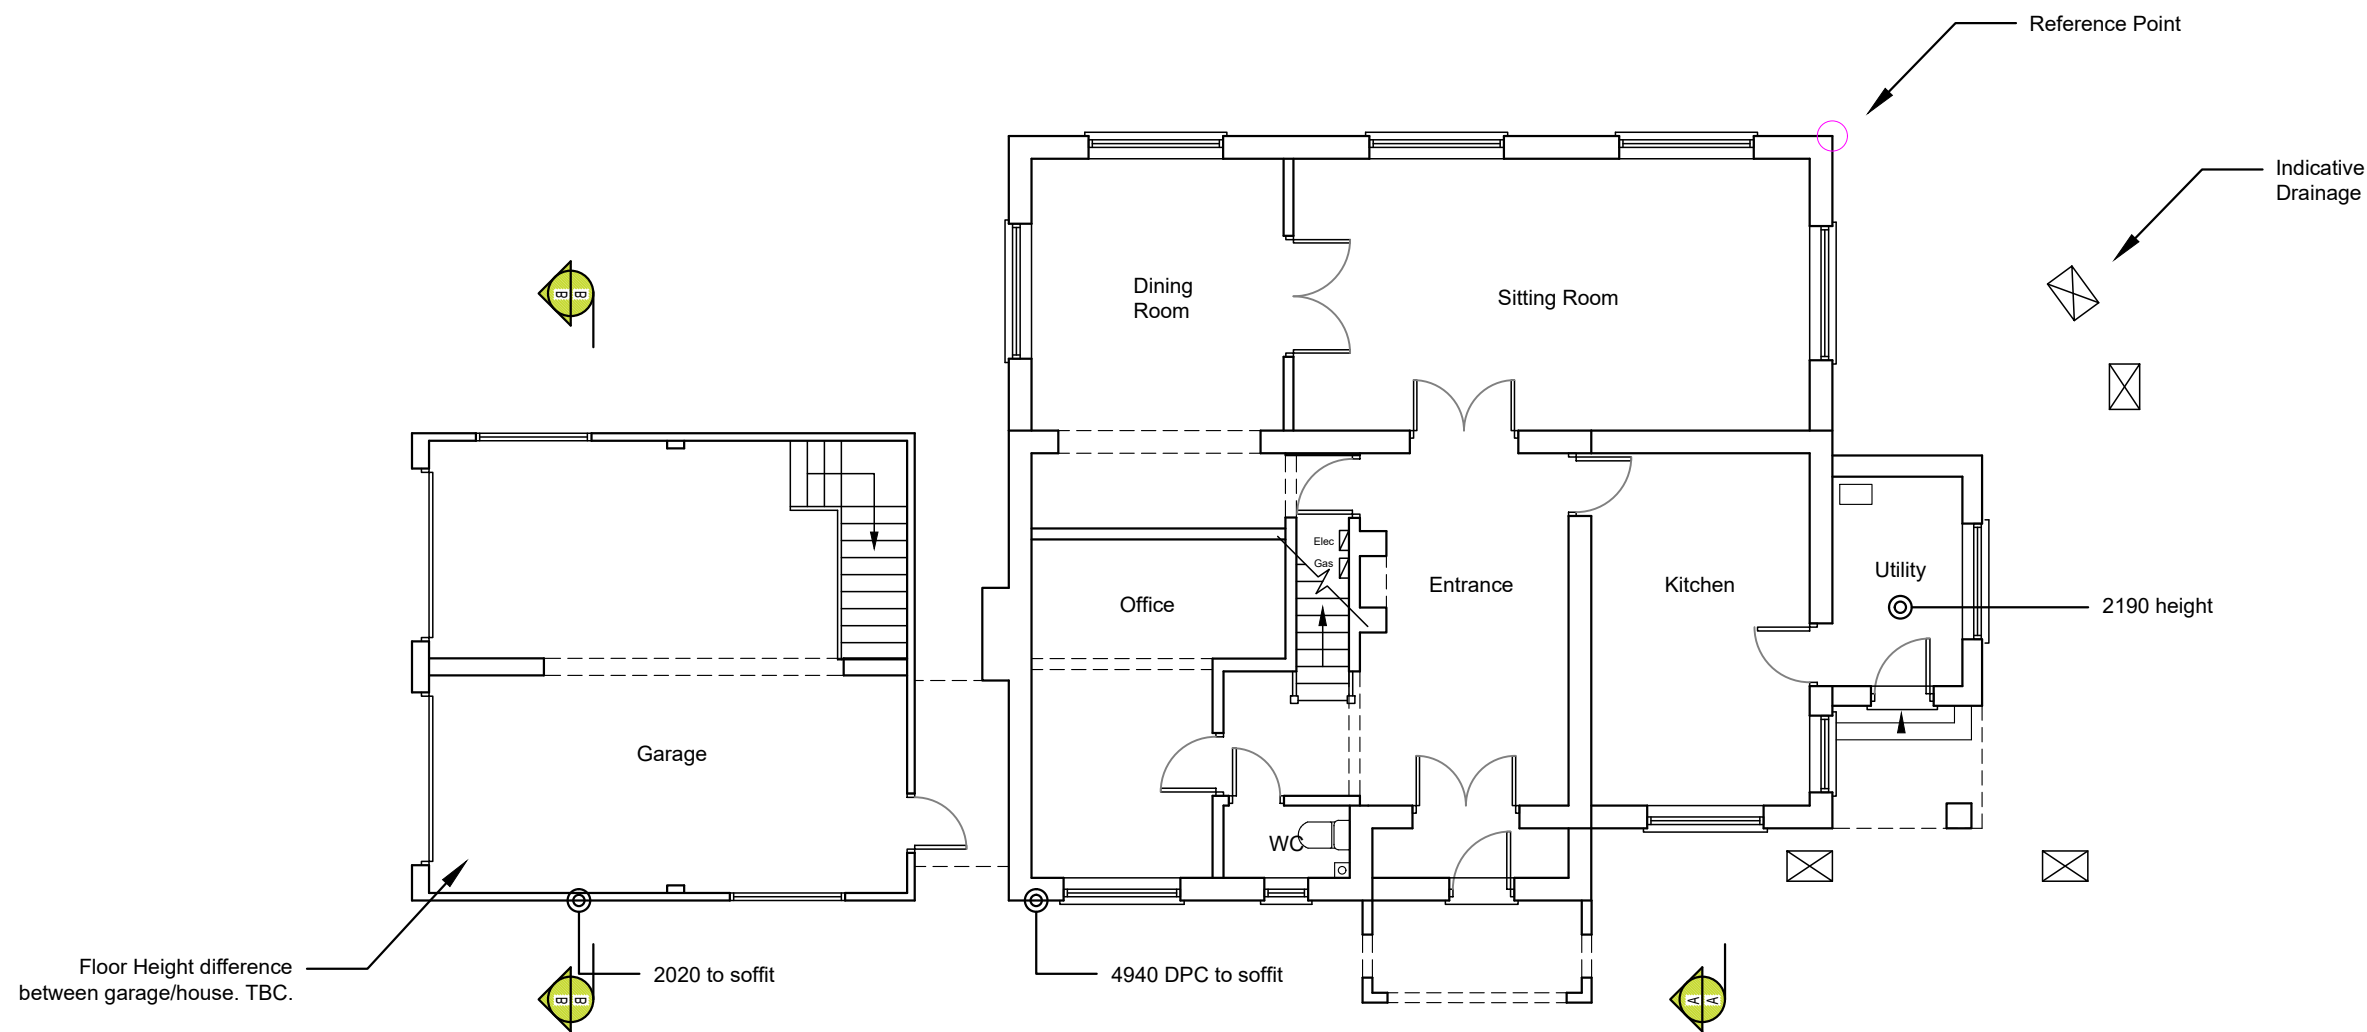 Reference Point
Indicative
Drainage
B B
Dining
Room
Sitting Room
Elec
Gas
Office
Entrance
Kitchen
Utility
2190 height
Garage
WC
Floor Height difference
between garage/house. TBC.
2020 to soffit
4940 DPC to soffit
B B
A A